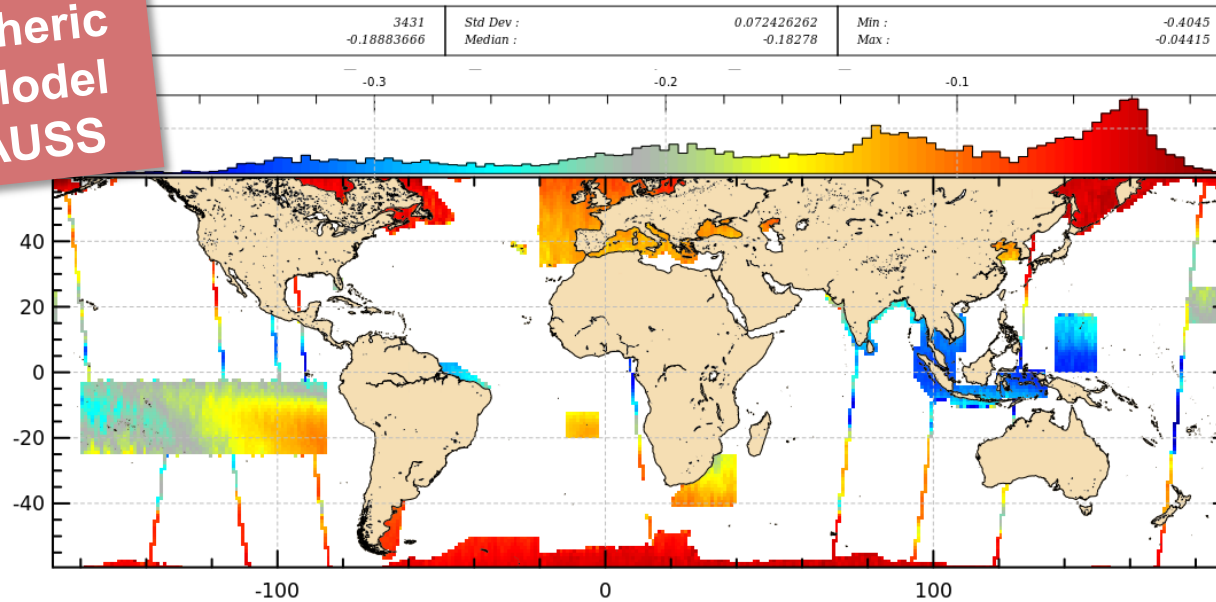 heric
odel
AUSS
3431 Std Dev : 0.072426262 Min : -0.4045
-0.18883666 Median : -0.18278 Max : -0.04415
-0.3 -0.2 -0.1
40
20
0
-20
-40
-100 0 100